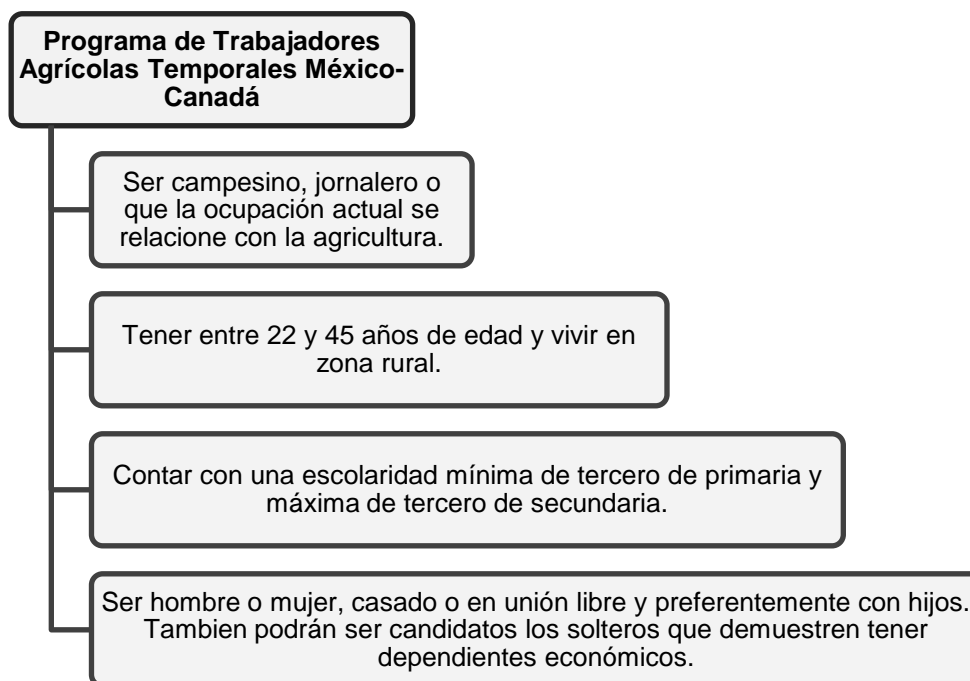 Programa de Trabajadores
Agrícolas Temporales México-
Canadá
Ser campesino, jornalero o
que la ocupación actual se
relacione con la agricultura.
Tener entre 22 y 45 años de edad y vivir en
zona rural.
Contar con una escolaridad mínima de tercero de primaria y
máxima de tercero de secundaria.
Ser hombre o mujer, casado o en unión libre y preferentemente con hijos.
Tambien podrán ser candidatos los solteros que demuestren tener
dependientes económicos.